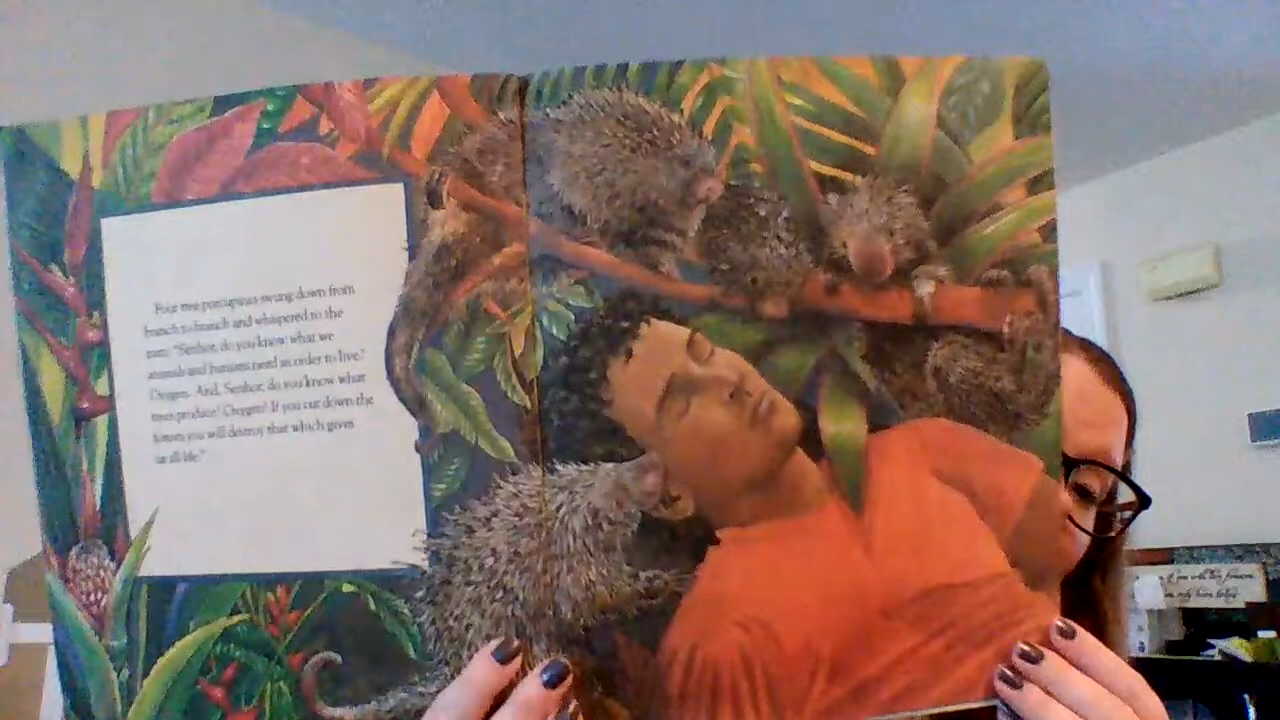 Four tree porcupines swung down from
branch to branch and whispered to the
man: "Senhor, do you know what we
animals and humans need in order to live?
Oxygen. And, Senhor, do you know what
trees produce? Oxygen! If you cut down the
forests you will destroy that which gives
us all life."